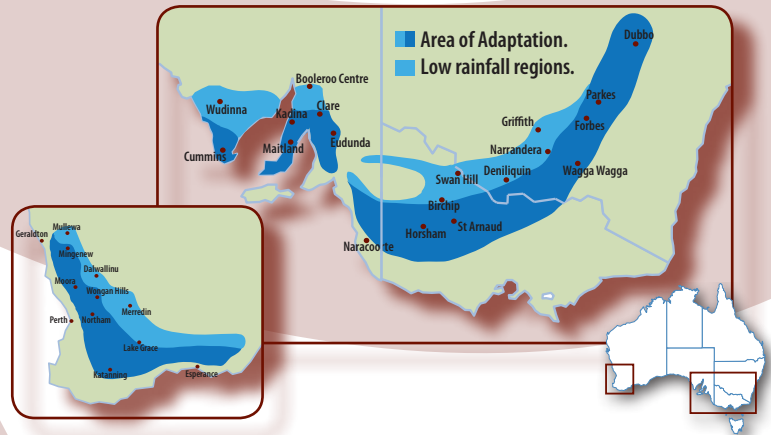 Area of Adaptation.
Low rainfall regions.
Dubbo
Booleroo Centre
Wudinna
Kadina
Clare
Parkes
Griffith
Forbes
Cummins
Maitland
Eudunda
Narrandera
Swan Hill
Deniliquin
Wagga Wagga
Birchip
Horsham
St Arnaud
Naracoorte
Geraldton
Mullewa
Mingenew
Dalwallinu
Moora
Wongan Hills
Merredin
Perth
Northam
Lake Grace
Katanning
Esperance